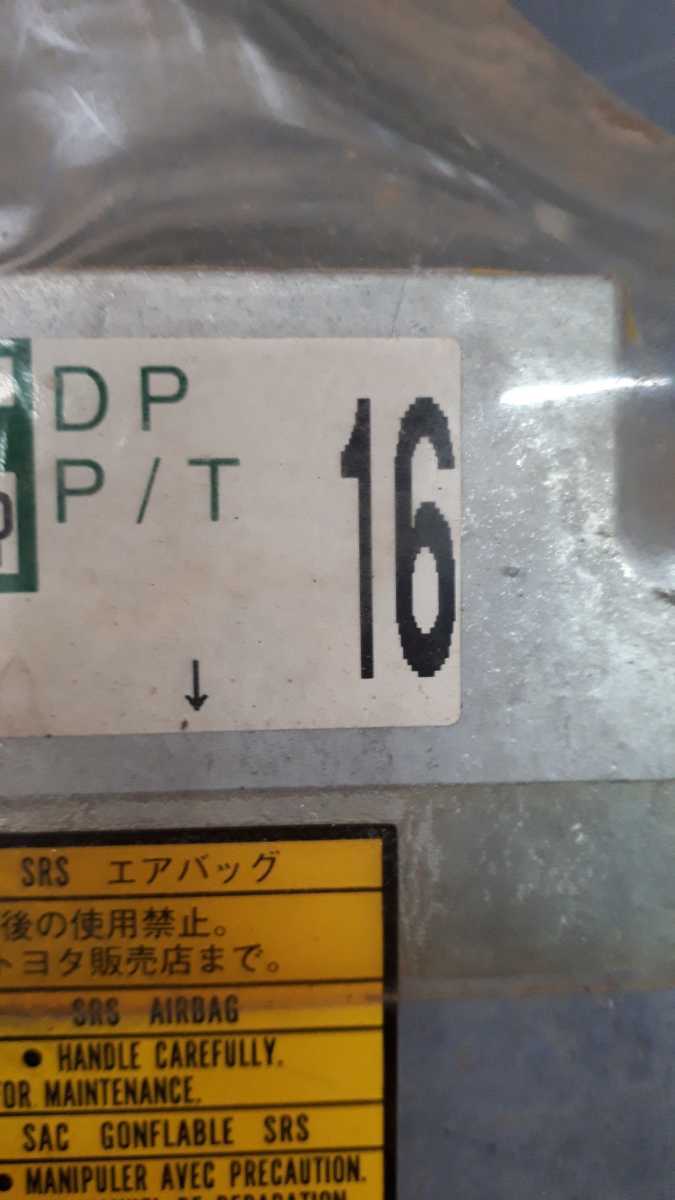 DP
P/T
16
↓
SRS エアバッグ
後の使用禁止。
トヨタ販売店まで。
SRS AIRBAG
● HANDLE CAREFULLY.
FOR MAINTENANCE.
SAC GONFLABLE SRS
● MANIPULER AVEC PRECAUTION.